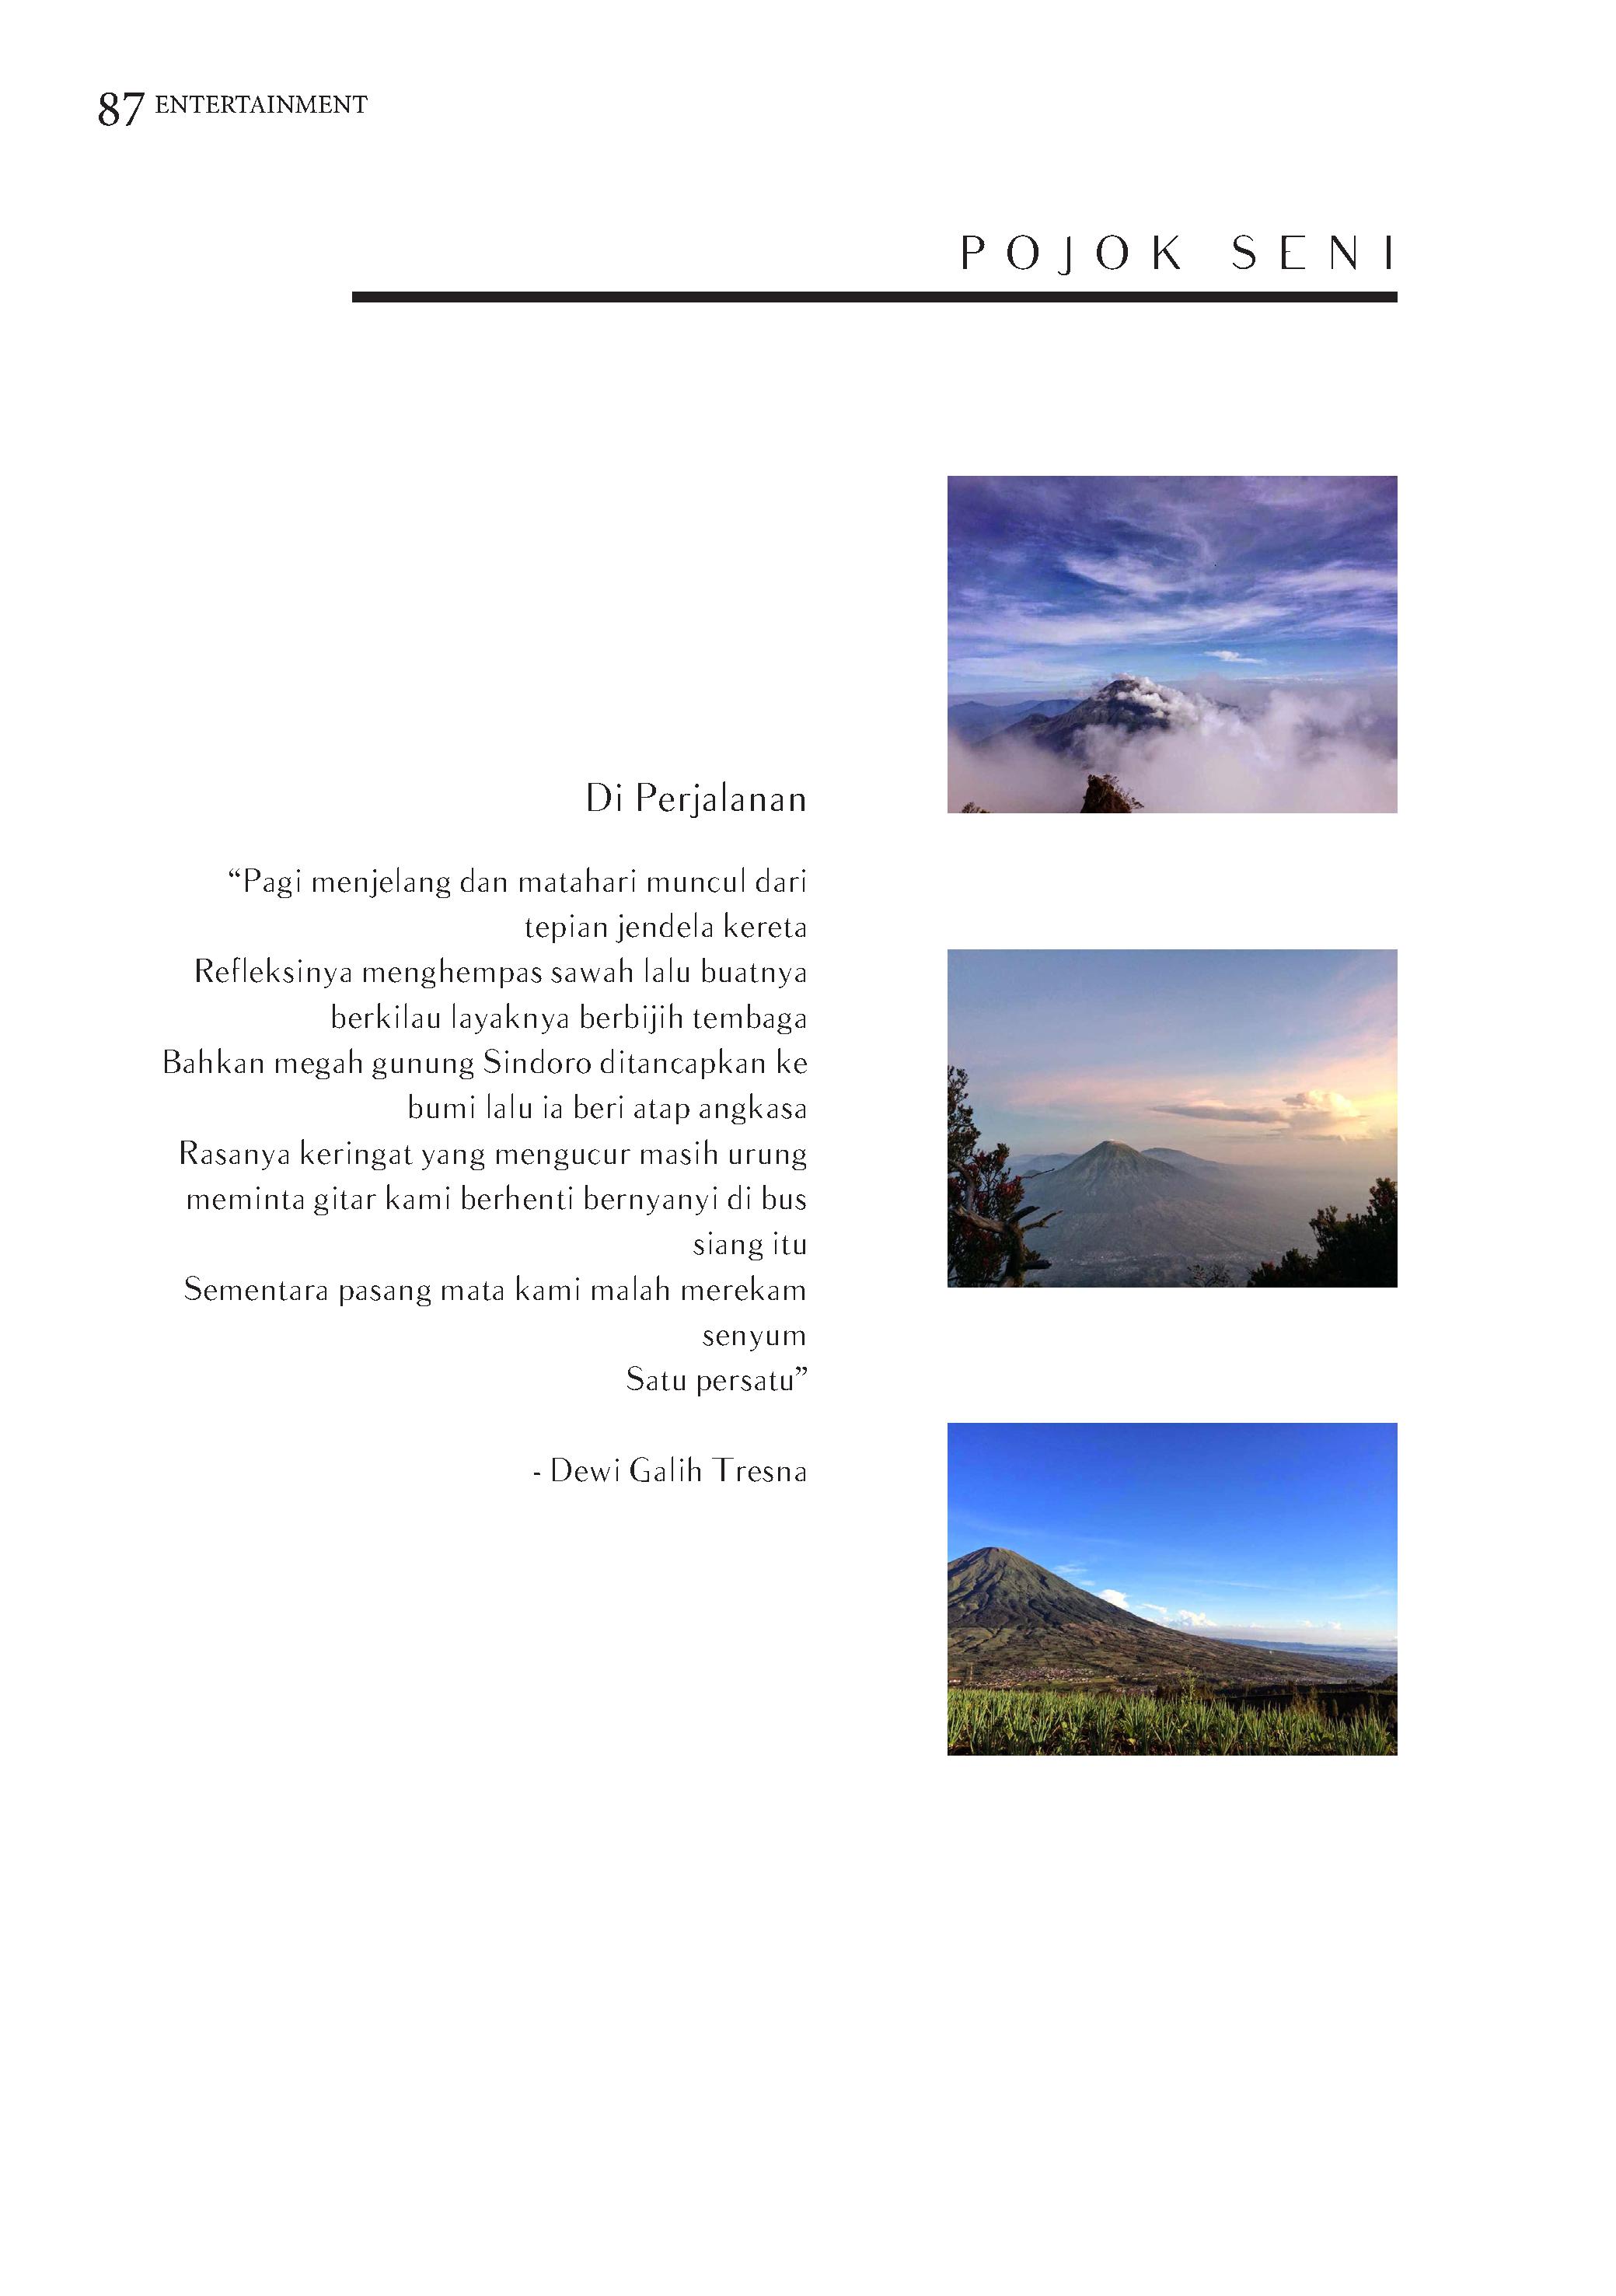 87 ENTERTAINMENT
POJOK SENI
Di Perjalanan
“Pagi menjelang dan matahari muncul dari
tepian jendela kereta
Refleksinya menghempas sawah lalu buatnya
berkilau layaknya berbijih tembaga
Bahkan megah gunung Sindoro ditancapkan ke
bumi lalu ia beri atap angkasa
Rasanya keringat yang mengucur masih urung
meminta gitar kami berhenti bernyanyi di bus
siang itu
Sementara pasang mata kami malah merekam
senyum
Satu persatu”
- Dewi Galih Tresna